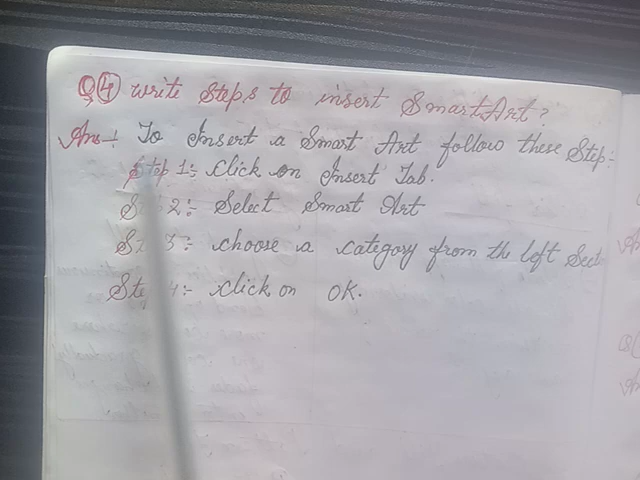 Q④ write steps to insert SmartArt?
Ans:- To Insert a Smart Art follow these Step:-
Step 1:- Click on Insert Tab.
2:- Select Smart Art
3:- choose a category from the left Sect
Click on OK.